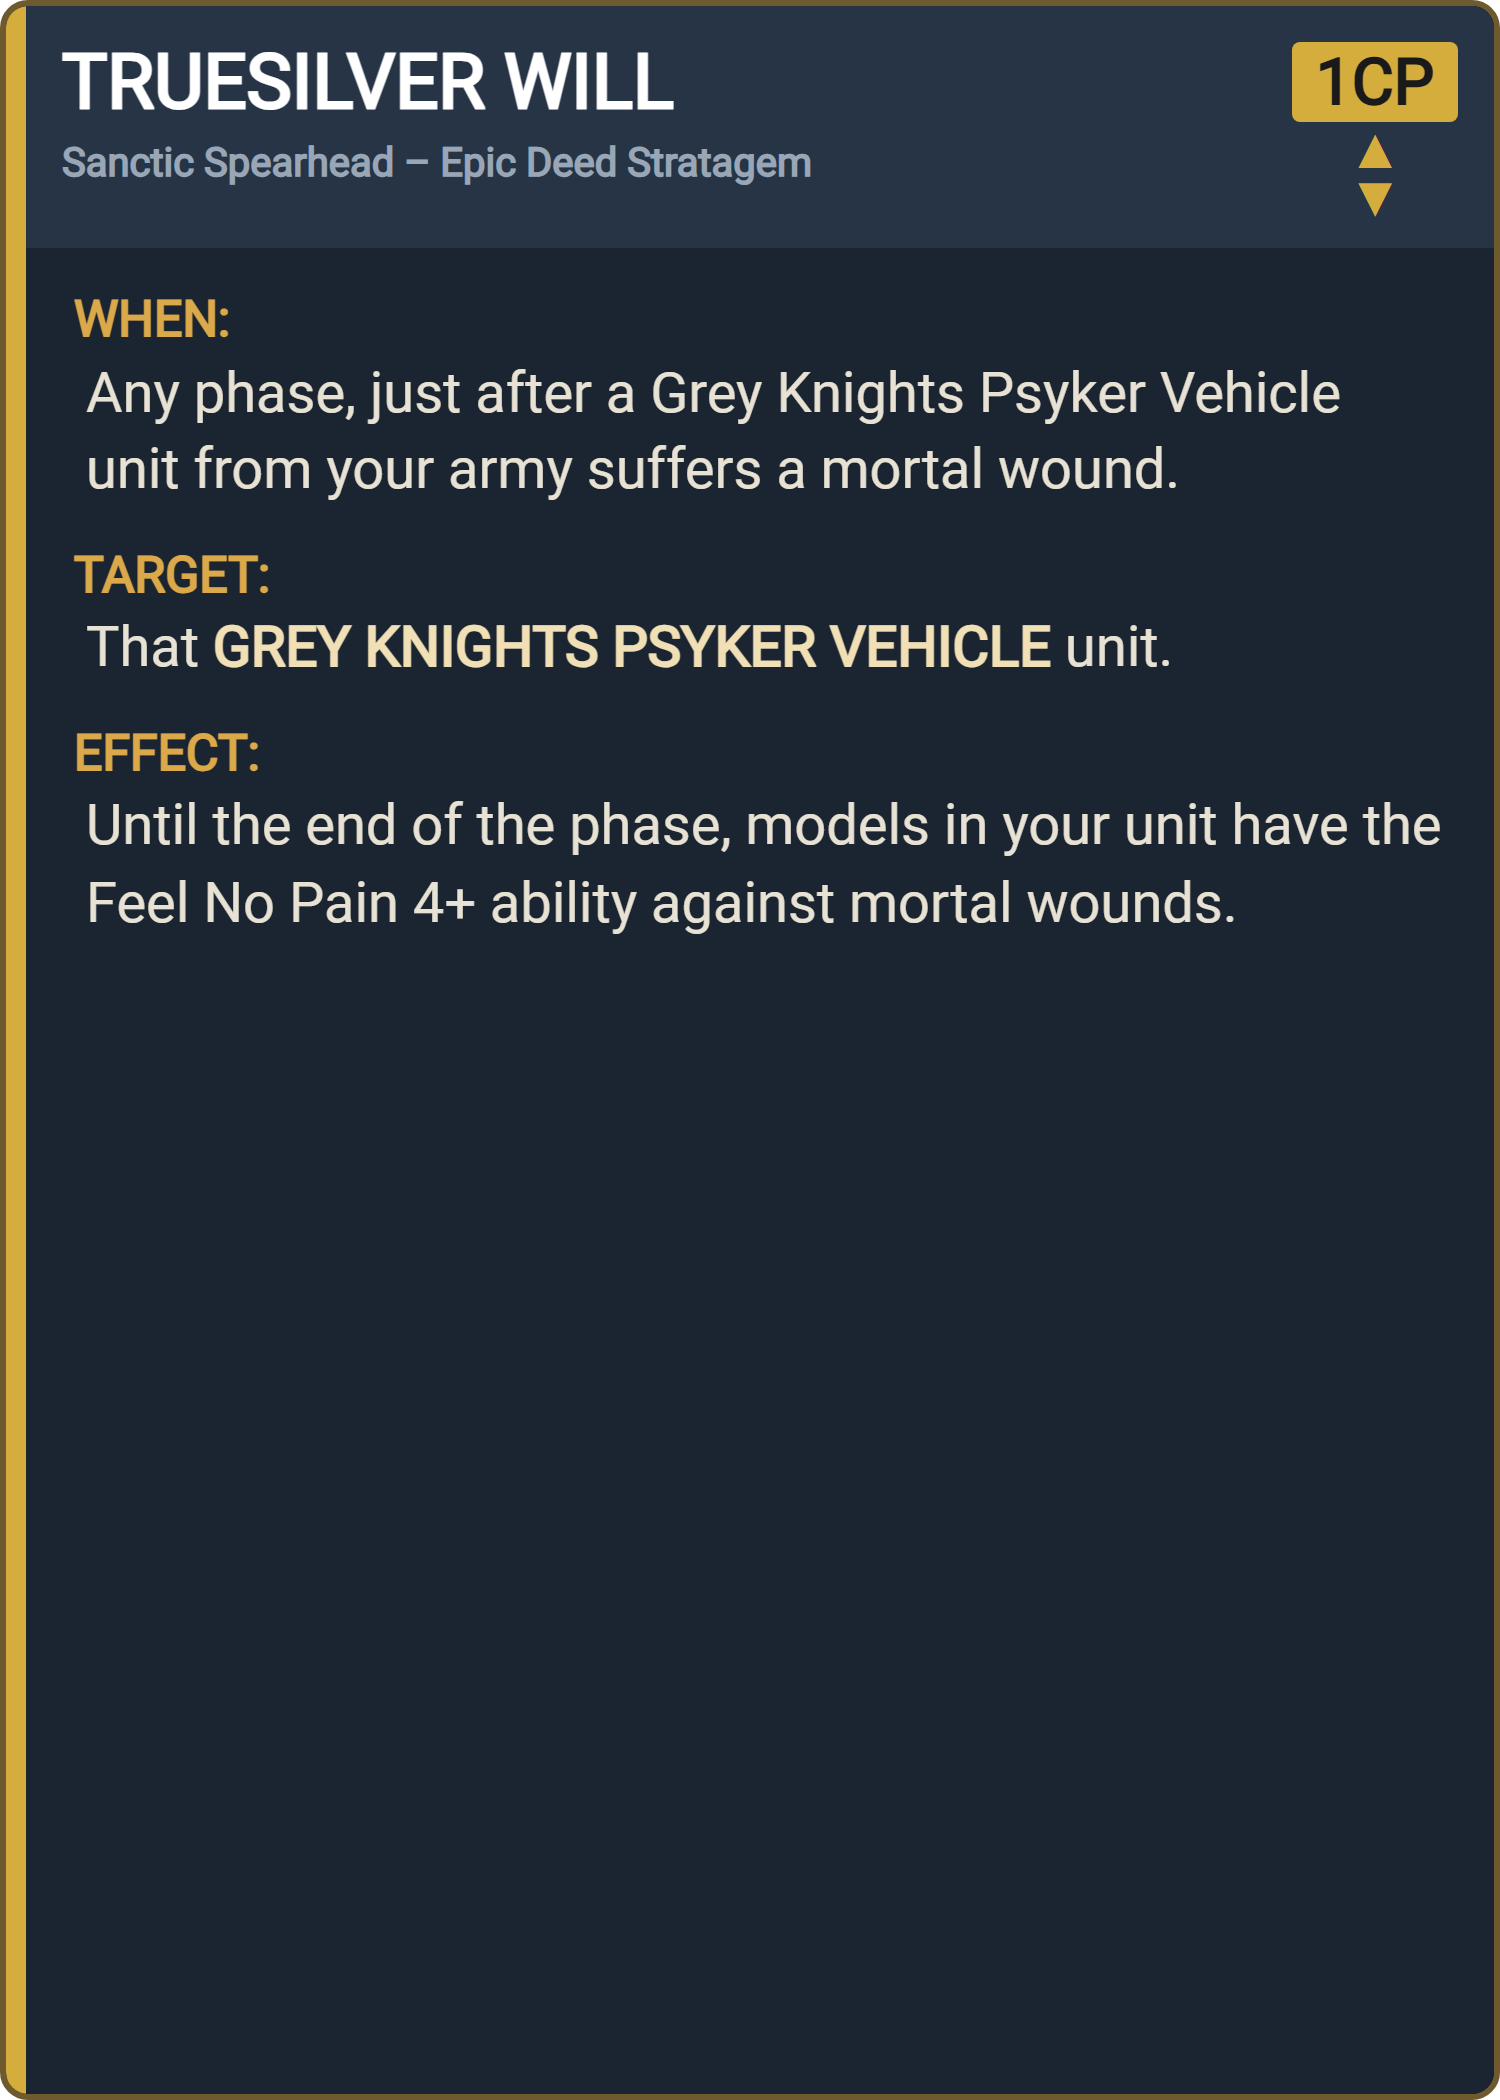 TRUESILVER WILL
1CP
Sanctic Spearhead – Epic Deed Stratagem
WHEN:
Any phase, just after a Grey Knights Psyker Vehicle
unit from your army suffers a mortal wound.
TARGET:
That GREY KNIGHTS PSYKER VEHICLE unit.
EFFECT:
Until the end of the phase, models in your unit have the
Feel No Pain 4+ ability against mortal wounds.